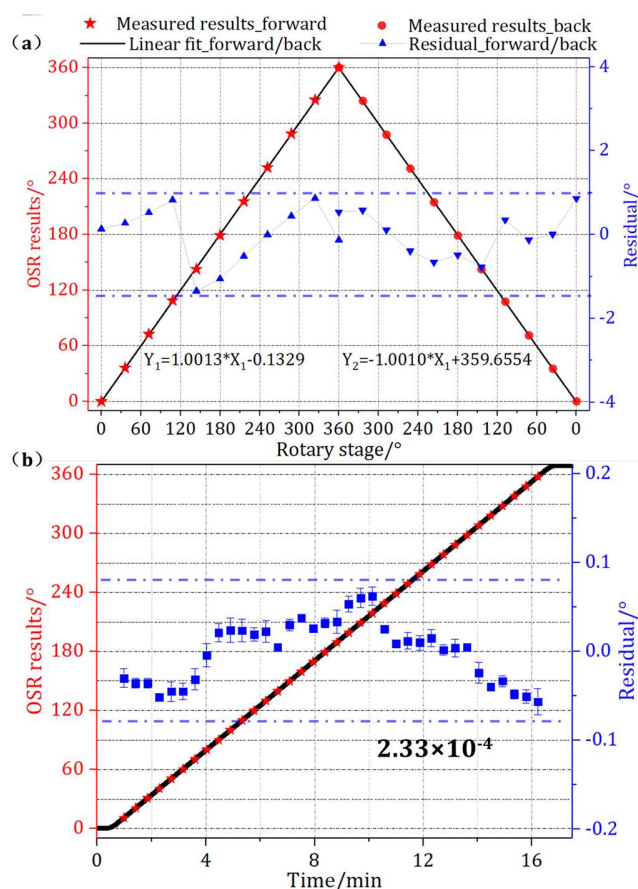 Measured results_forward Measured results_back
Linear fit_forward/back Residual_forward/back
(a)
360 4
300
2
240
180 0
120
-2
60
0 -4
OSR results/°
Residual/°
Y1=1.0013*X1-0.1329 Y2=-1.0010*X1+359.6554
0 60 120 180 240 300 360 300 240 180 120 60 0
Rotary stage/°
(b)
360 0.2
300
0.1
240
180 0.0
120
-0.1
60
0 -0.2
OSR results/°
Residual/°
2.33×10⁻⁴
0 4 8 12 16
Time/min